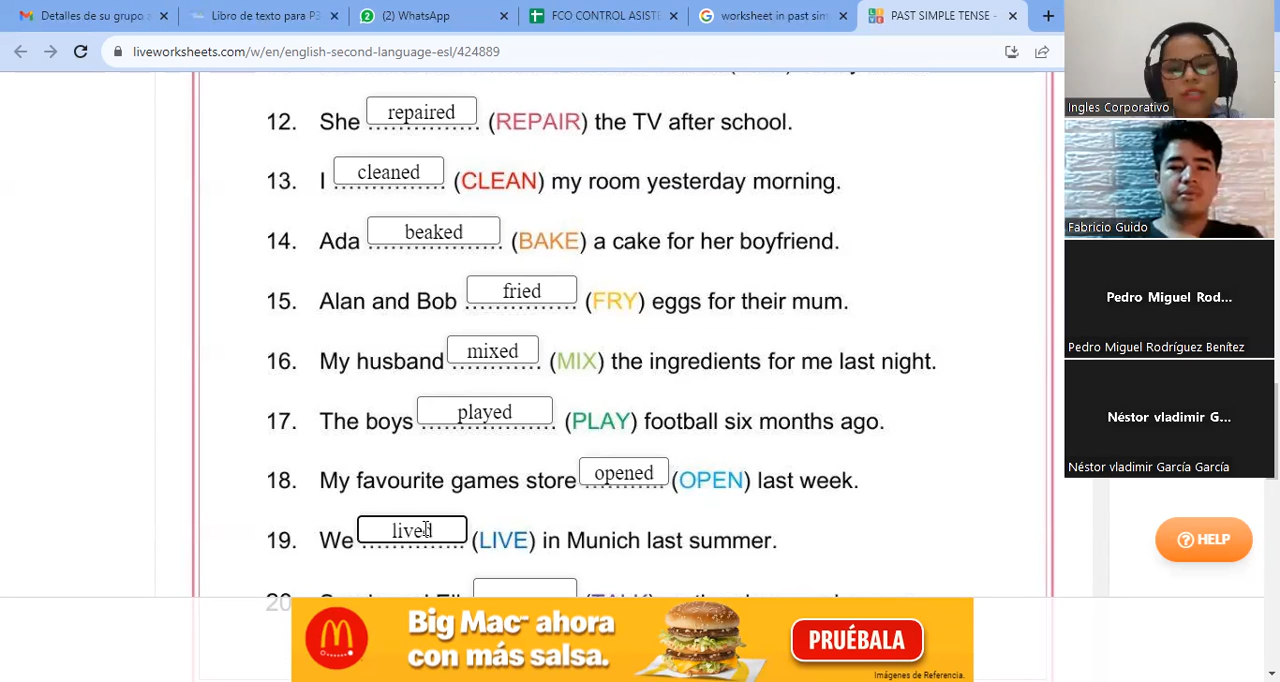 Detalles de su grupo
Libro de texto para P3
(2) WhatsApp
FCO CONTROL ASIST
worksheet in past sim
PAST SIMPLE TENSE -
liveworksheets.com/w/en/english-second-language-esl/424889
12. She repaired (REPAIR) the TV after school.
13. I cleaned (CLEAN) my room yesterday morning.
14. Ada beaked (BAKE) a cake for her boyfriend.
15. Alan and Bob fried (FRY) eggs for their mum.
16. My husband mixed (MIX) the ingredients for me last night.
17. The boys played (PLAY) football six months ago.
18. My favourite games store opened (OPEN) last week.
19. We lived (LIVE) in Munich last summer.
20.
Big Mac ahora
con más salsa.
PRUÉBALA
Imágenes de Referencia.
HELP
Ingles Corporativo
Fabricio Guido
Pedro Miguel Rod...
Pedro Miguel Rodríguez Benítez
Néstor vladimir G...
Néstor vladimir García García